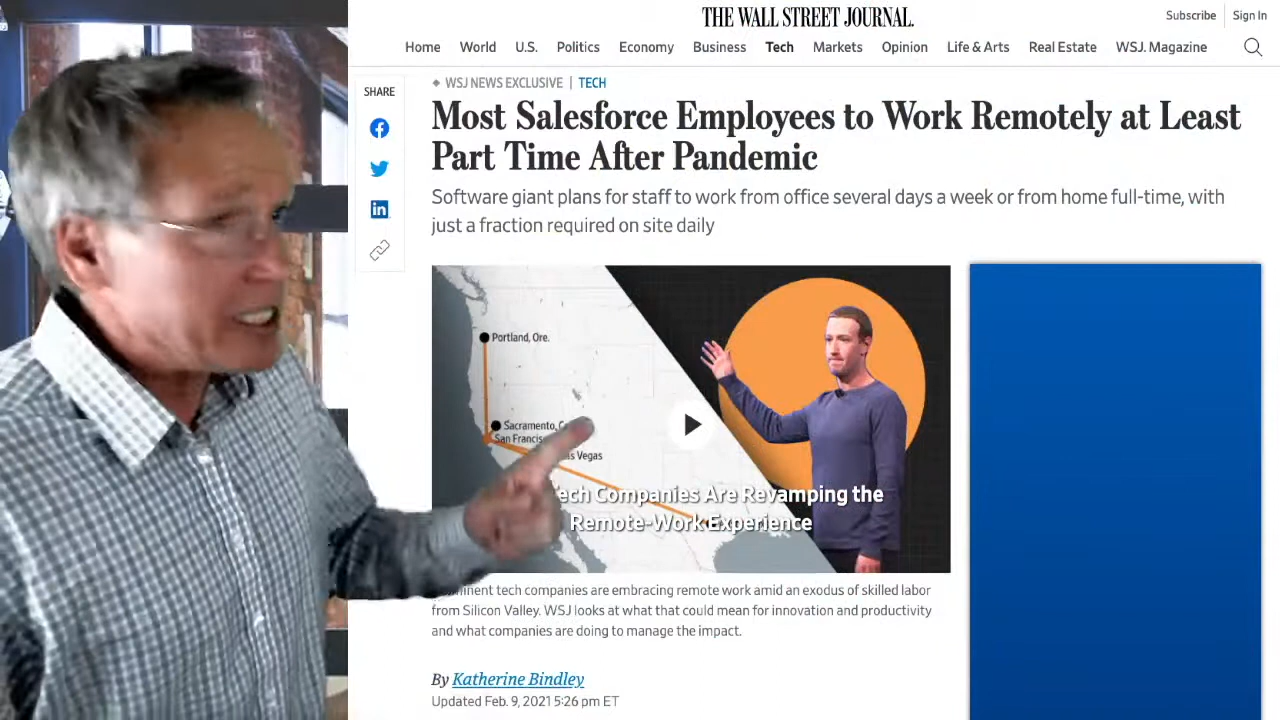 THE WALL STREET JOURNAL.
Subscribe
Sign In
Home World U.S. Politics Economy Business Tech Markets Opinion Life & Arts Real Estate WSJ. Magazine
SHARE
WSJ NEWS EXCLUSIVE | TECH
Most Salesforce Employees to Work Remotely at Least
Part Time After Pandemic
Software giant plans for staff to work from office several days a week or from home full-time, with
just a fraction required on site daily
Portland, Ore.
Sacramento,
San
Vegas
Companies Are Revamping the
Remote-Work Experience
tech companies are embracing remote work amid an exodus of skilled labor
from Silicon Valley. WSJ looks at what that could mean for innovation and productivity
and what companies are doing to manage the impact.
By Katherine Bindley
Updated Feb. 9, 2021 5:26 pm ET